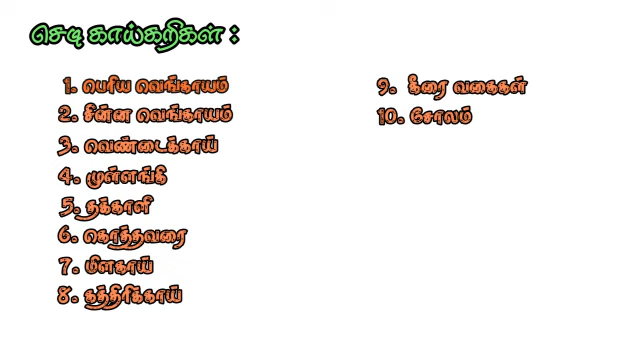 செடி காய்கறிகள் :
1. பெரிய வெங்காயம்
2. சின்ன வெங்காயம்
3. வெண்டைக்காய்
4. முள்ளங்கி
5. தக்காளி
6. கொத்தவரை
7. மிளகாய்
8. கத்திரிக்காய்
9. கீரை வகைகள்
10. சோலம்